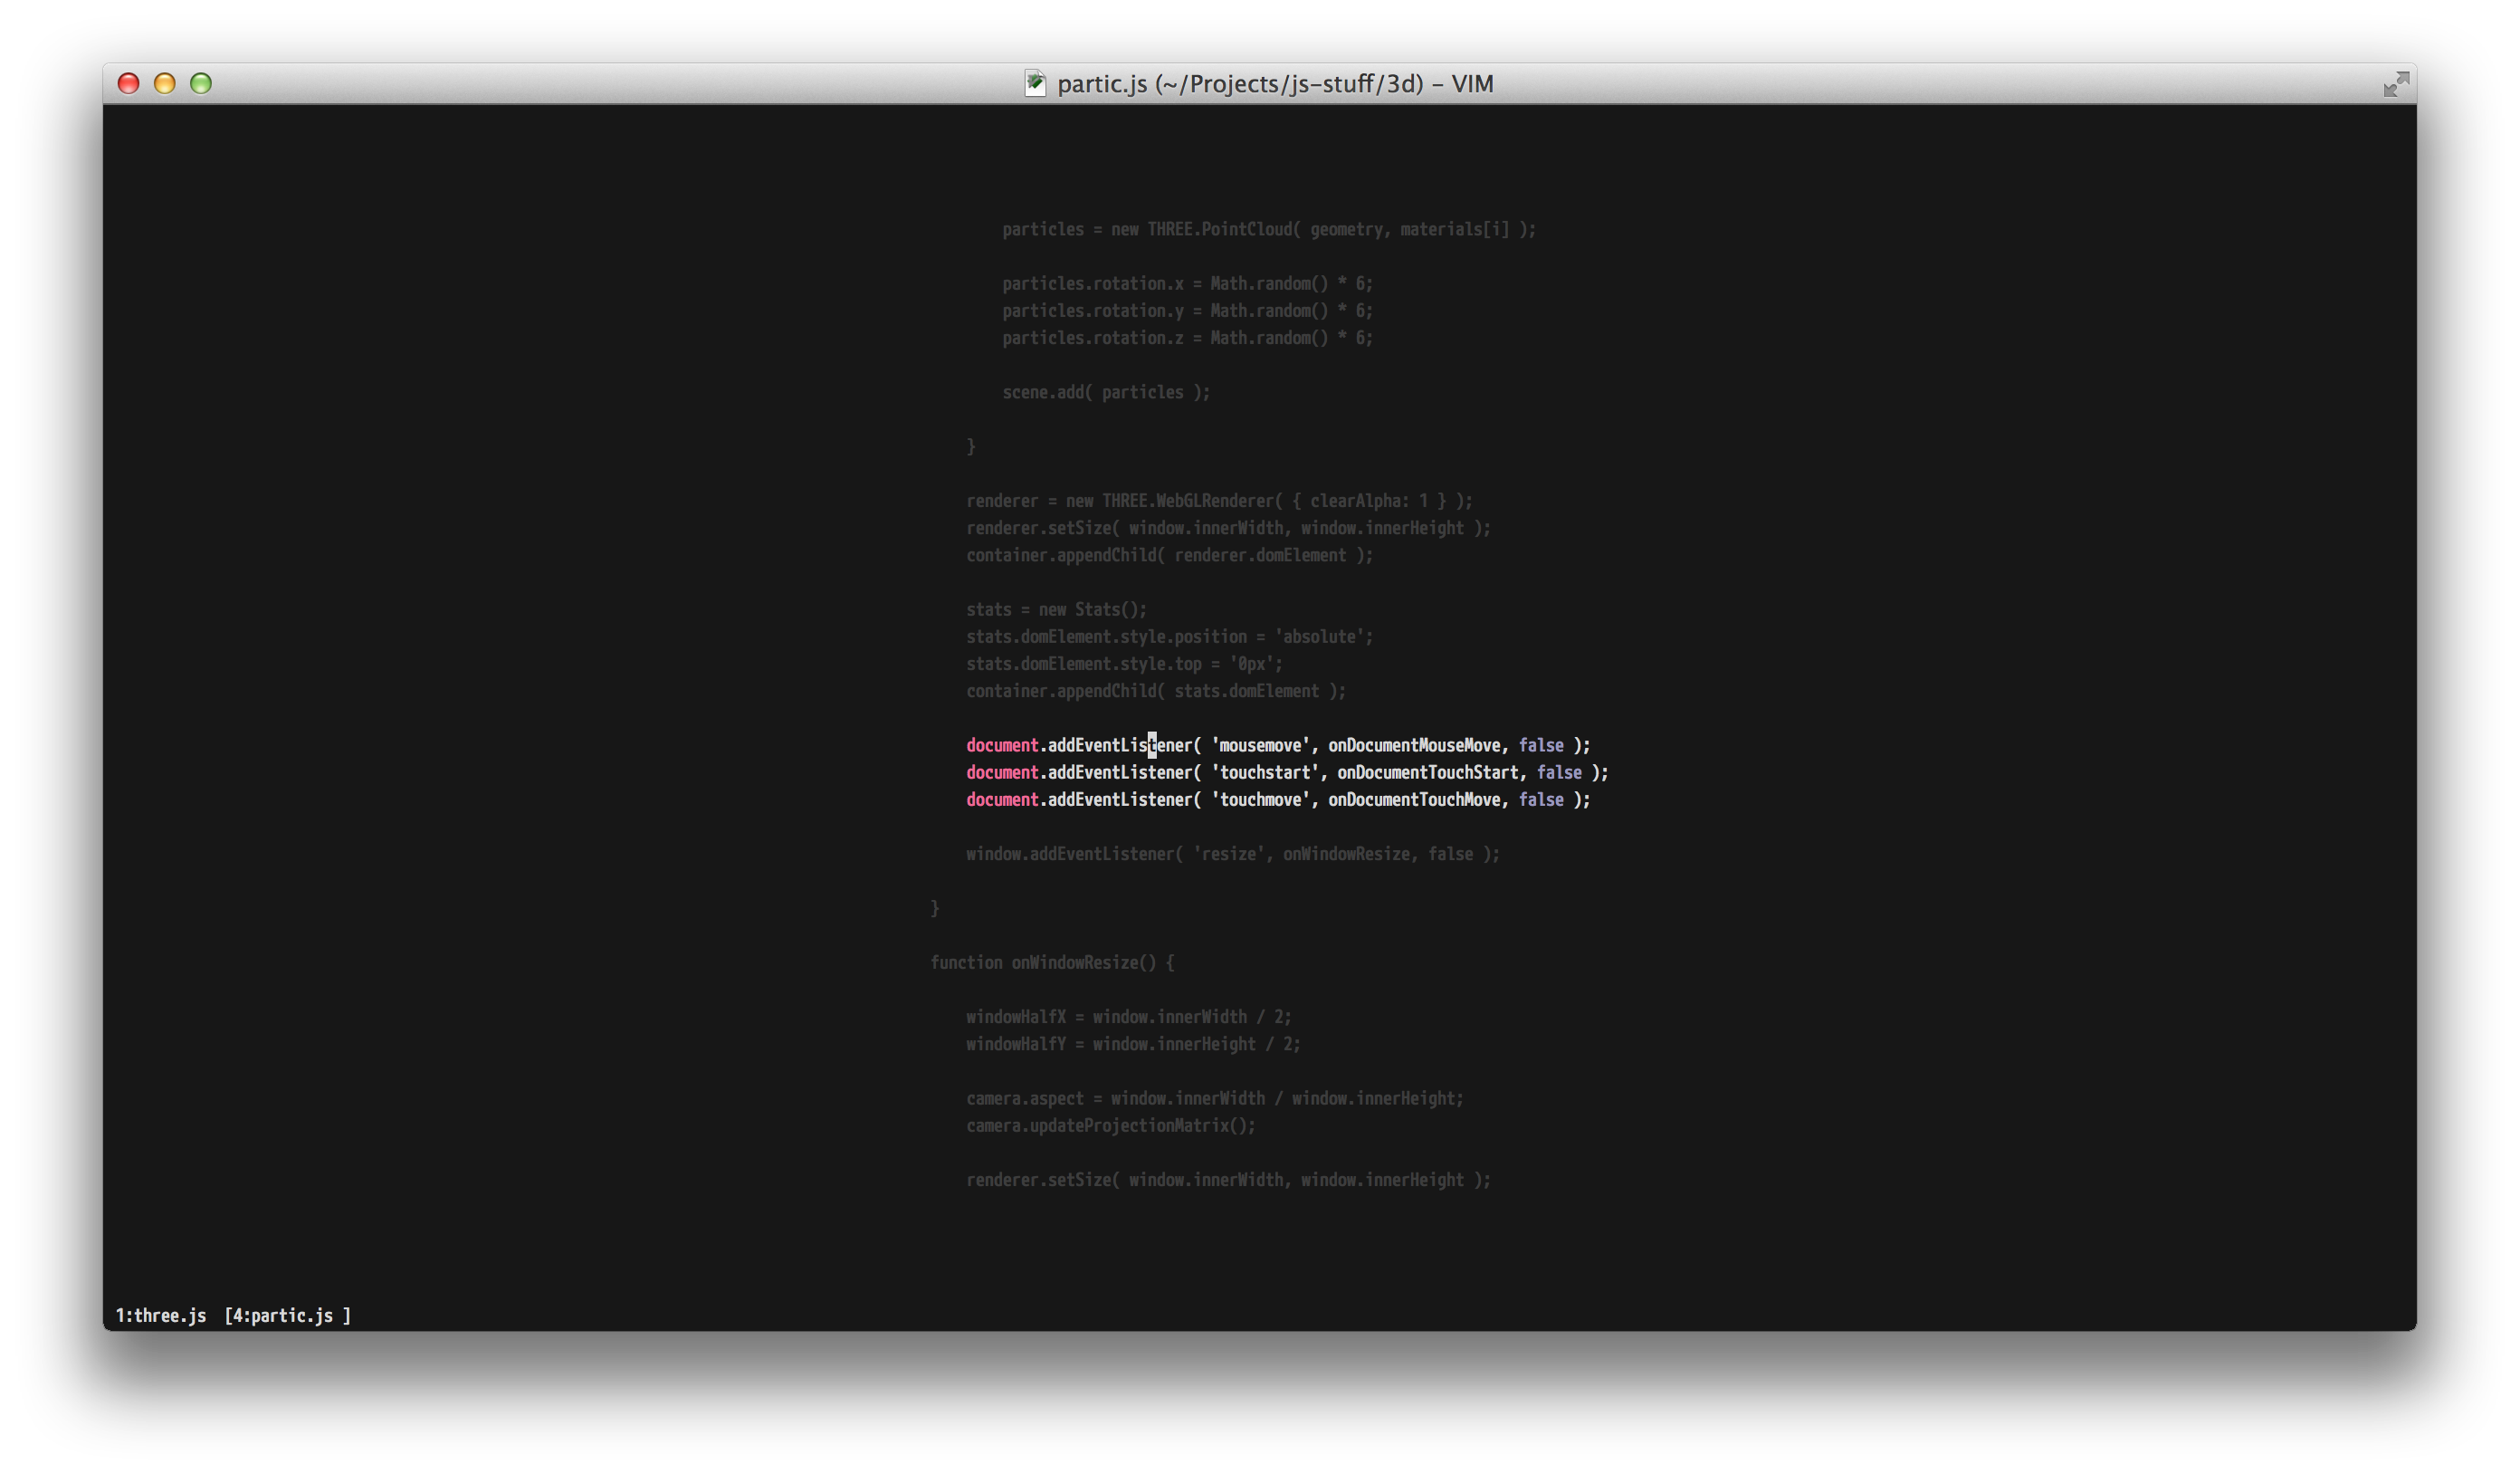 partic.js (~/Projects/js-stuff/3d) – VIM
particles = new THREE.PointCloud( geometry, materials[i] );
particles.rotation.x = Math.random() * 6;
particles.rotation.y = Math.random() * 6;
particles.rotation.z = Math.random() * 6;
scene.add( particles );
}
renderer = new THREE.WebGLRenderer( { clearAlpha: 1 } );
renderer.setSize( window.innerWidth, window.innerHeight );
container.appendChild( renderer.domElement );
stats = new Stats();
stats.domElement.style.position = 'absolute';
stats.domElement.style.top = '0px';
container.appendChild( stats.domElement );
document.addEventListener( 'mousemove', onDocumentMouseMove, false );
document.addEventListener( 'touchstart', onDocumentTouchStart, false );
document.addEventListener( 'touchmove', onDocumentTouchMove, false );
window.addEventListener( 'resize', onWindowResize, false );
}
function onWindowResize() {
windowHalfX = window.innerWidth / 2;
windowHalfY = window.innerHeight / 2;
camera.aspect = window.innerWidth / window.innerHeight;
camera.updateProjectionMatrix();
renderer.setSize( window.innerWidth, window.innerHeight );
1:three.js [4:partic.js ]